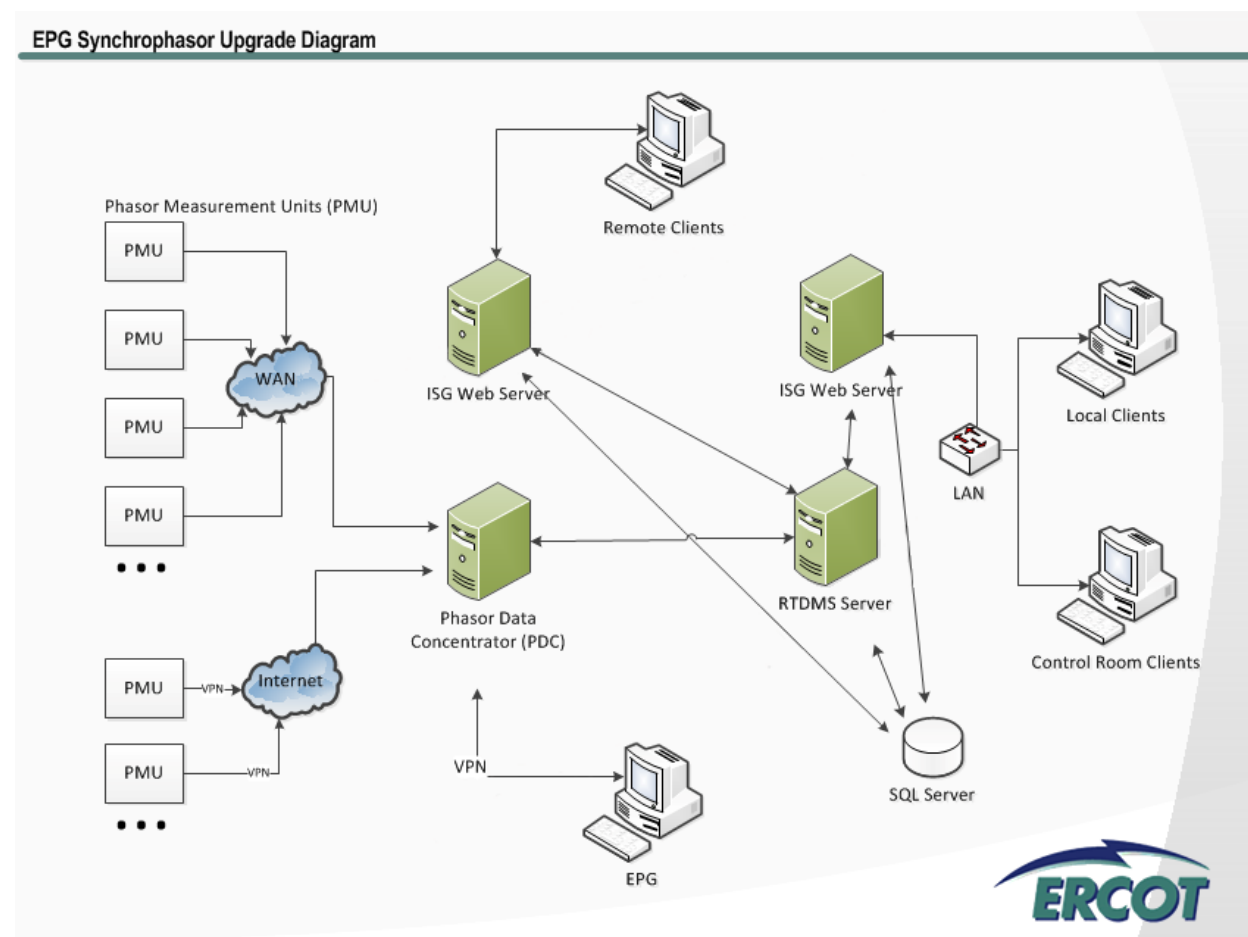 EPG Synchrophasor Upgrade Diagram
Remote Clients
Phasor Measurement Units (PMU)
PMU
PMU
WAN
PMU
PMU
ISG Web Server
ISG Web Server
Local Clients
LAN
RTDMS Server
Phasor Data
Concentrator (PDC)
Control Room Clients
PMU
VPN
Internet
PMU
VPN
VPN
SQL Server
EPG
ERCOT